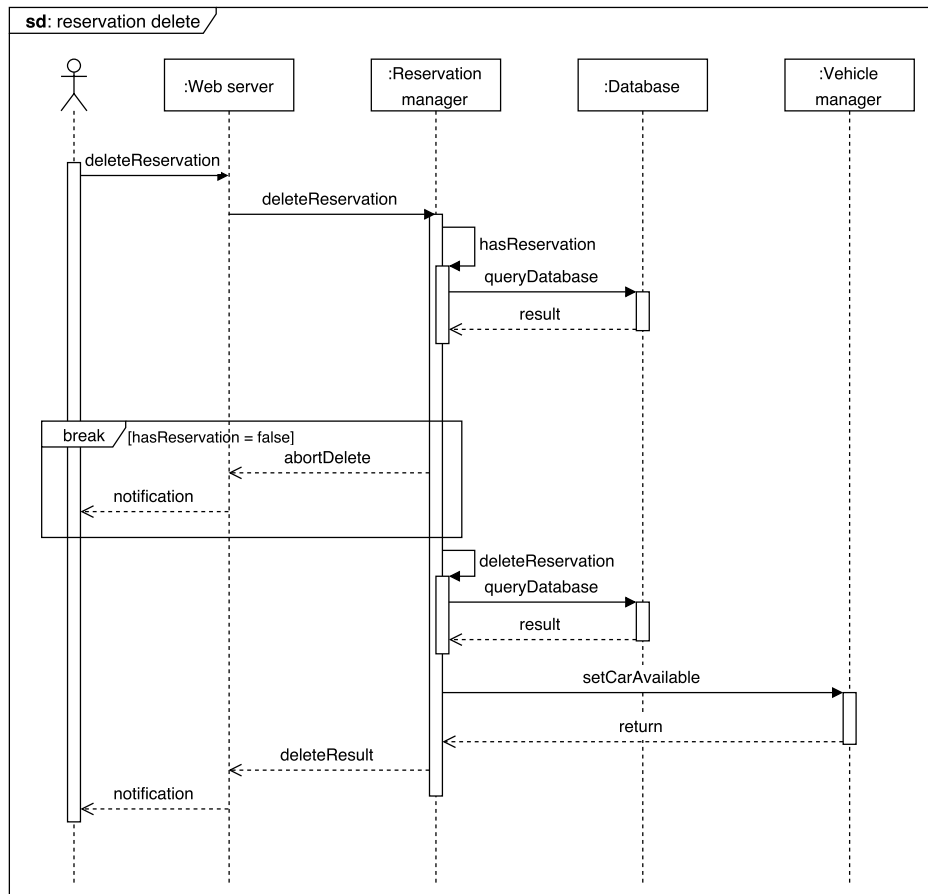 sd: reservation delete
:Web server
:Reservation
manager
:Database
:Vehicle
manager
deleteReservation
deleteReservation
hasReservation
queryDatabase
result
break
[hasReservation = false]
abortDelete
notification
deleteReservation
queryDatabase
result
setCarAvailable
return
deleteResult
notification